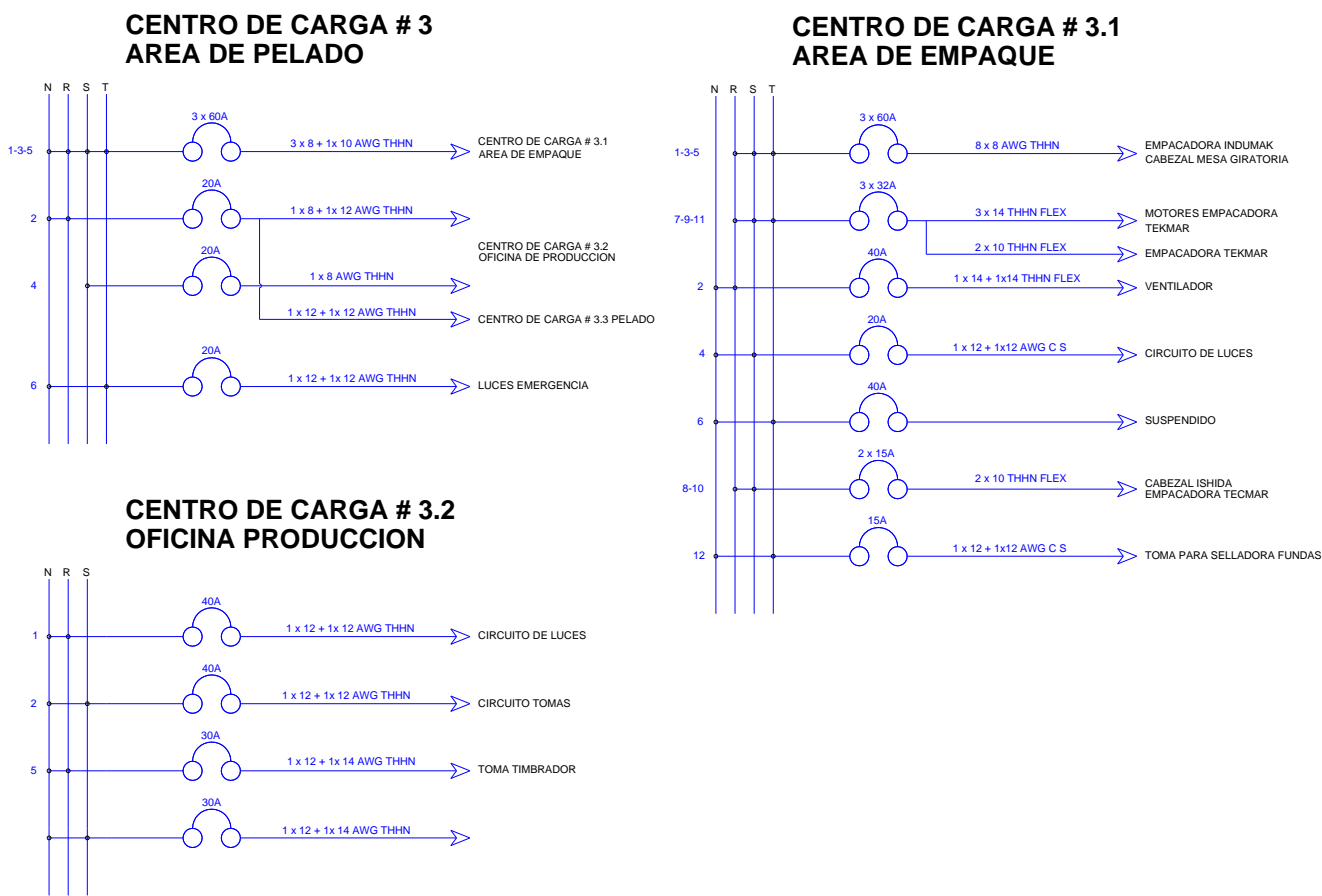 CENTRO DE CARGA # 3
AREA DE PELADO
N R S T
3 x 60A
1-3-5
3 x 8 + 1x 10 AWG THHN
CENTRO DE CARGA # 3.1
AREA DE EMPAQUE
20A
2
1 x 8 + 1x 12 AWG THHN
CENTRO DE CARGA # 3.2
OFICINA DE PRODUCCION
20A
4
1 x 8 AWG THHN
1 x 12 + 1x 12 AWG THHN
CENTRO DE CARGA # 3.3 PELADO
20A
6
1 x 12 + 1x 12 AWG THHN
LUCES EMERGENCIA
CENTRO DE CARGA # 3.2
OFICINA PRODUCCION
N R S
40A
1
1 x 12 + 1x 12 AWG THHN
CIRCUITO DE LUCES
40A
2
1 x 12 + 1x 12 AWG THHN
CIRCUITO TOMAS
30A
5
1 x 12 + 1x 14 AWG THHN
TOMA TIMBRADOR
30A
1 x 12 + 1x 14 AWG THHN
CENTRO DE CARGA # 3.1
AREA DE EMPAQUE
N R S T
3 x 60A
1-3-5
8 x 8 AWG THHN
EMPACADORA INDUMAK
CABEZAL MESA GIRATORIA
3 x 32A
7-9-11
3 x 14 THHN FLEX
MOTORES EMPACADORA
TEKMAR
2 x 10 THHN FLEX
EMPACADORA TEKMAR
40A
2
1 x 14 + 1x14 THHN FLEX
VENTILADOR
20A
4
1 x 12 + 1x12 AWG C S
CIRCUITO DE LUCES
40A
6
SUSPENDIDO
2 x 15A
8-10
2 x 10 THHN FLEX
CABEZAL ISHIDA
EMPACADORA TECMAR
15A
12
1 x 12 + 1x12 AWG C S
TOMA PARA SELLADORA FUNDAS